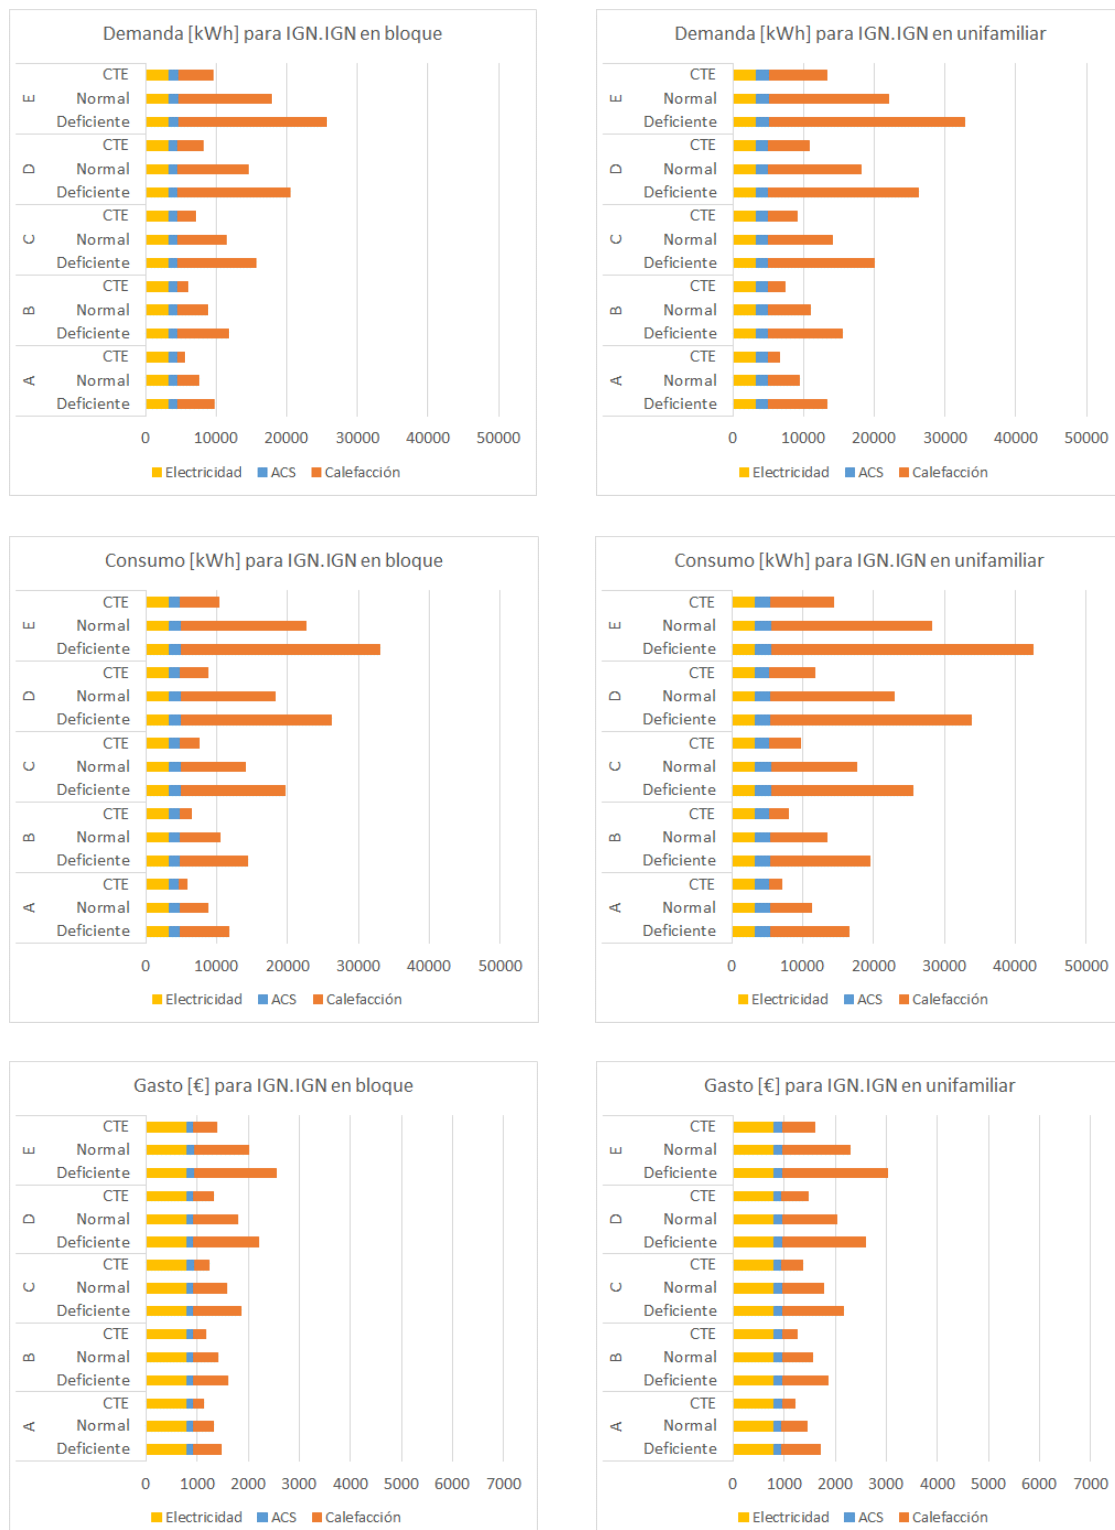 Demanda [kWh] para IGN.IGN en bloque
E
CTE
Normal
Deficiente
D
CTE
Normal
Deficiente
C
CTE
Normal
Deficiente
B
CTE
Normal
Deficiente
A
CTE
Normal
Deficiente
0 10000 20000 30000 40000 50000
Electricidad ACS Calefacción
Demanda [kWh] para IGN.IGN en unifamiliar
E
CTE
Normal
Deficiente
D
CTE
Normal
Deficiente
C
CTE
Normal
Deficiente
B
CTE
Normal
Deficiente
A
CTE
Normal
Deficiente
0 10000 20000 30000 40000 50000
Electricidad ACS Calefacción
Consumo [kWh] para IGN.IGN en bloque
E
CTE
Normal
Deficiente
D
CTE
Normal
Deficiente
C
CTE
Normal
Deficiente
B
CTE
Normal
Deficiente
A
CTE
Normal
Deficiente
0 10000 20000 30000 40000 50000
Electricidad ACS Calefacción
Consumo [kWh] para IGN.IGN en unifamiliar
E
CTE
Normal
Deficiente
D
CTE
Normal
Deficiente
C
CTE
Normal
Deficiente
B
CTE
Normal
Deficiente
A
CTE
Normal
Deficiente
0 10000 20000 30000 40000 50000
Electricidad ACS Calefacción
Gasto [€] para IGN.IGN en bloque
E
CTE
Normal
Deficiente
D
CTE
Normal
Deficiente
C
CTE
Normal
Deficiente
B
CTE
Normal
Deficiente
A
CTE
Normal
Deficiente
0 1000 2000 3000 4000 5000 6000 7000
Electricidad ACS Calefacción
Gasto [€] para IGN.IGN en unifamiliar
E
CTE
Normal
Deficiente
D
CTE
Normal
Deficiente
C
CTE
Normal
Deficiente
B
CTE
Normal
Deficiente
A
CTE
Normal
Deficiente
0 1000 2000 3000 4000 5000 6000 7000
Electricidad ACS Calefacción